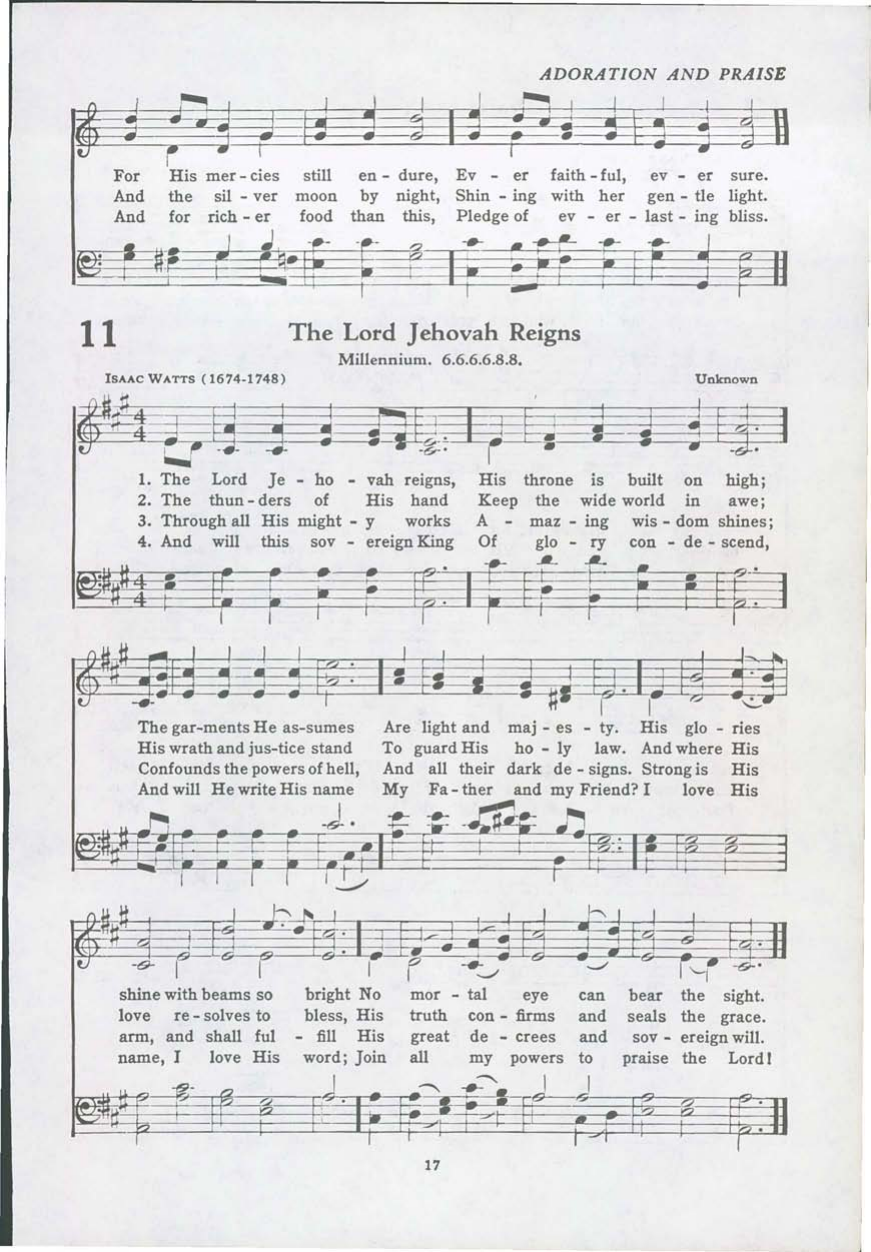 ADORATION AND PRAISE
For His mer - cies still en - dure, Ev - er faith - ful, ev - er sure.
And the sil - ver moon by night, Shin - ing with her gen - tle light.
And for rich - er food than this, Pledge of ev - er - last - ing bliss.
11 The Lord Jehovah Reigns
Millennium. 6.6.6.6.8.8.
ISAAC WATTS (1674-1748) Unknown
1. The Lord Je - ho - vah reigns, His throne is built on high;
2. The thun - ders of His hand Keep the wide world in awe;
3. Through all His might - y works A - maz - ing wis - dom shines;
4. And will this sov - ereign King Of glo - ry con - de - scend,
The gar-ments He as-sumes Are light and maj - es - ty. His glo - ries
His wrath and jus-tice stand To guard His ho - ly law. And where His
Confounds the powers of hell, And all their dark de - signs. Strong is His
And will He write His name My Fa - ther and my Friend? I love His
shine with beams so bright No mor - tal eye can bear the sight.
love re - solves to bless, His truth con - firms and seals the grace.
arm, and shall ful - fill His great de - crees and sov - ereign will.
name, I love His word; Join all my powers to praise the Lord!
17